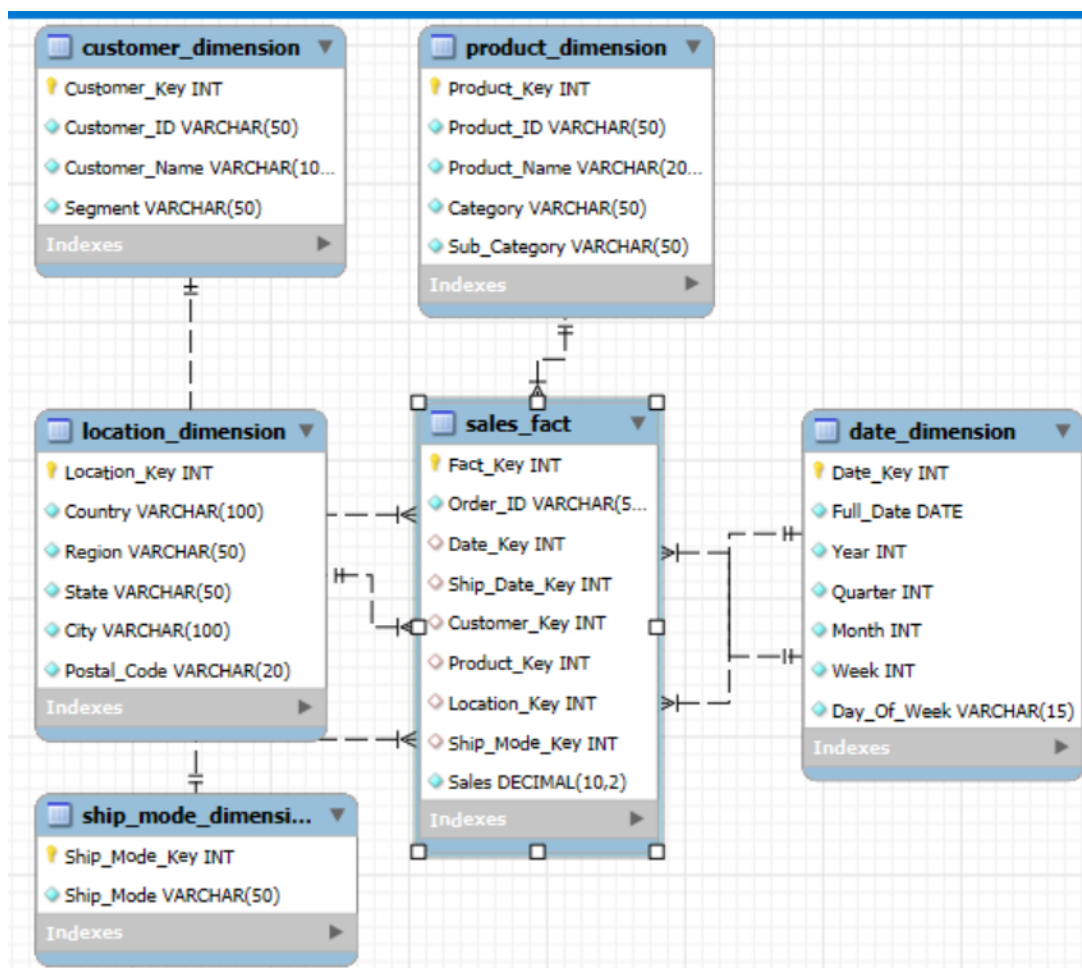 customer_dimension
Customer_Key INT
Customer_ID VARCHAR(50)
Customer_Name VARCHAR(10...
Segment VARCHAR(50)
Indexes
product_dimension
Product_Key INT
Product_ID VARCHAR(50)
Product_Name VARCHAR(20...
Category VARCHAR(50)
Sub_Category VARCHAR(50)
Indexes
location_dimension
Location_Key INT
Country VARCHAR(100)
Region VARCHAR(50)
State VARCHAR(50)
City VARCHAR(100)
Postal_Code VARCHAR(20)
Indexes
sales_fact
Fact_Key INT
Order_ID VARCHAR(5...
Date_Key INT
Ship_Date_Key INT
Customer_Key INT
Product_Key INT
Location_Key INT
Ship_Mode_Key INT
Sales DECIMAL(10,2)
Indexes
date_dimension
Date_Key INT
Full_Date DATE
Year INT
Quarter INT
Month INT
Week INT
Day_Of_Week VARCHAR(15)
Indexes
ship_mode_dimensi...
Ship_Mode_Key INT
Ship_Mode VARCHAR(50)
Indexes